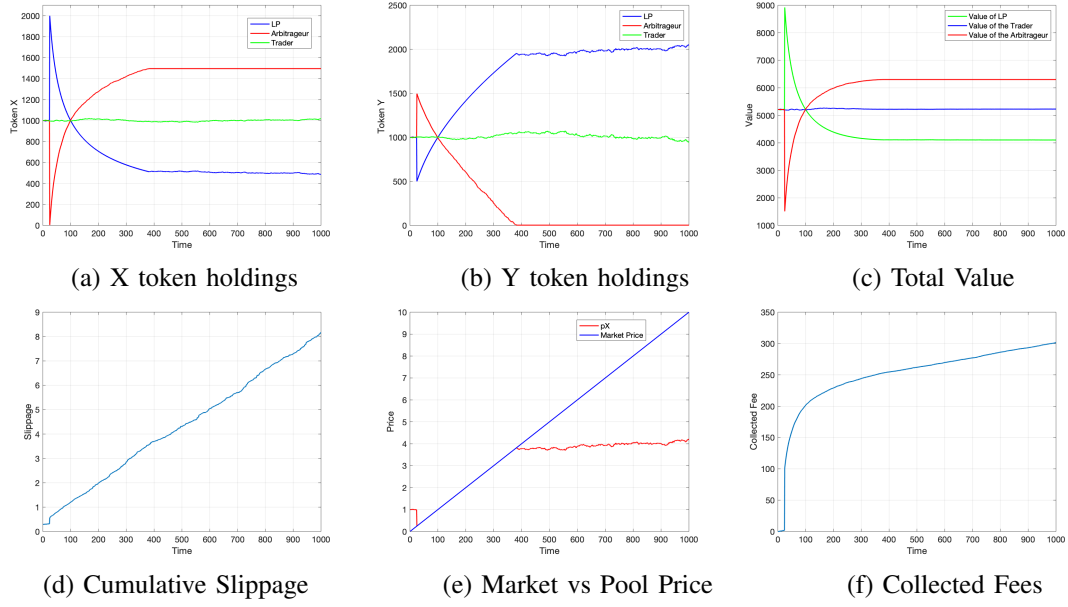 2000
1800
1600
1400
1200
1000
800
600
400
200
0
Token X
LP
Arbitrageur
Trader
0 100 200 300 400 500 600 700 800 900 1000
Time
(a) X token holdings
2500
2000
1500
1000
500
0
Token Y
LP
Arbitrageur
Trader
0 100 200 300 400 500 600 700 800 900 1000
Time
(b) Y token holdings
9000
8000
7000
6000
5000
4000
3000
2000
1000
Value
Value of LP
Value of the Trader
Value of the Arbitrageur
0 100 200 300 400 500 600 700 800 900 1000
Time
(c) Total Value
9
8
7
6
5
4
3
2
1
0
Slippage
0 100 200 300 400 500 600 700 800 900 1000
Time
(d) Cumulative Slippage
10
9
8
7
6
5
4
3
2
1
0
Price
pX
Market Price
0 100 200 300 400 500 600 700 800 900 1000
Time
(e) Market vs Pool Price
350
300
250
200
150
100
50
0
Collected Fee
0 100 200 300 400 500 600 700 800 900 1000
Time
(f) Collected Fees